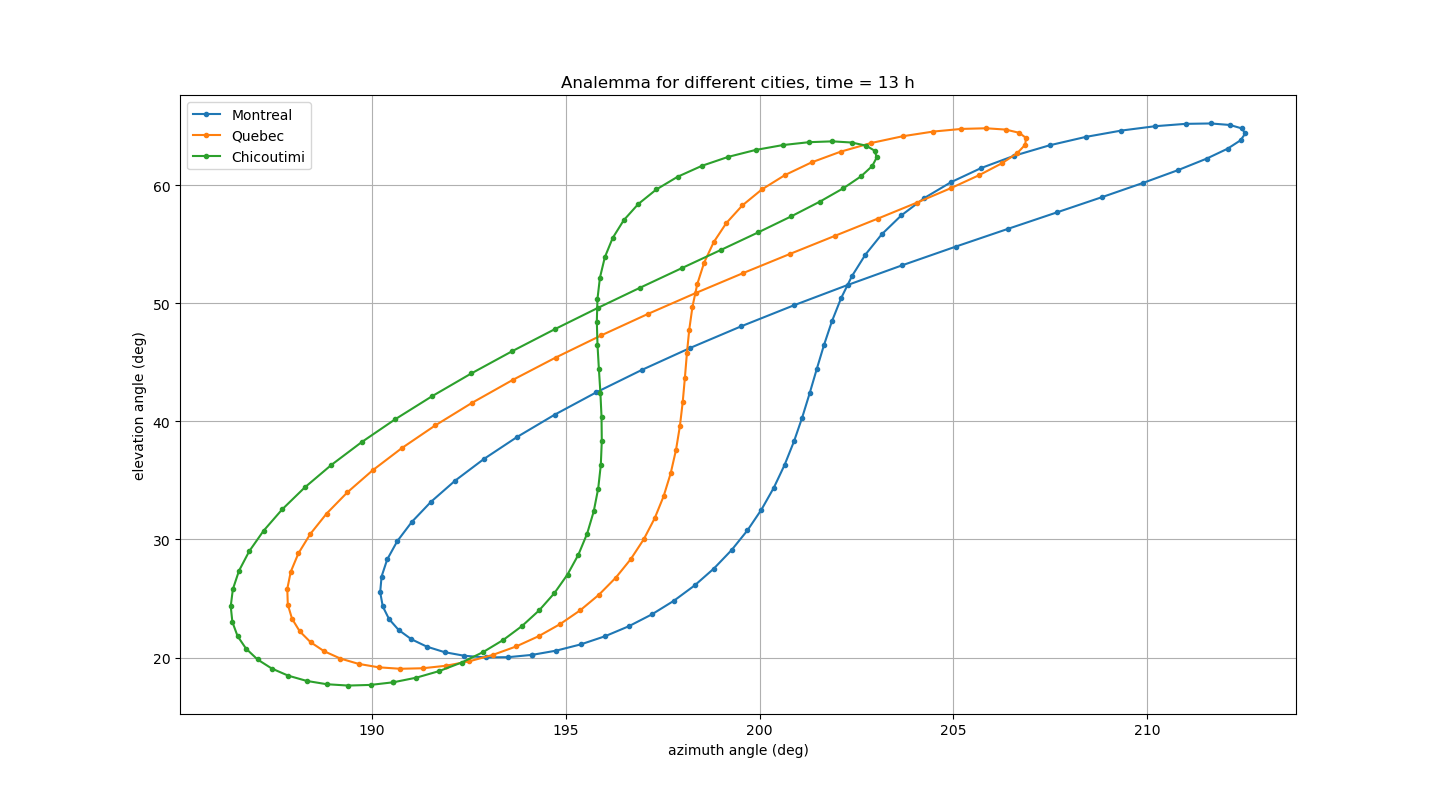 Analemma for different cities, time = 13 h
Montreal
Quebec
Chicoutimi
elevation angle (deg)
60
50
40
30
20
190
195
200
205
210
azimuth angle (deg)